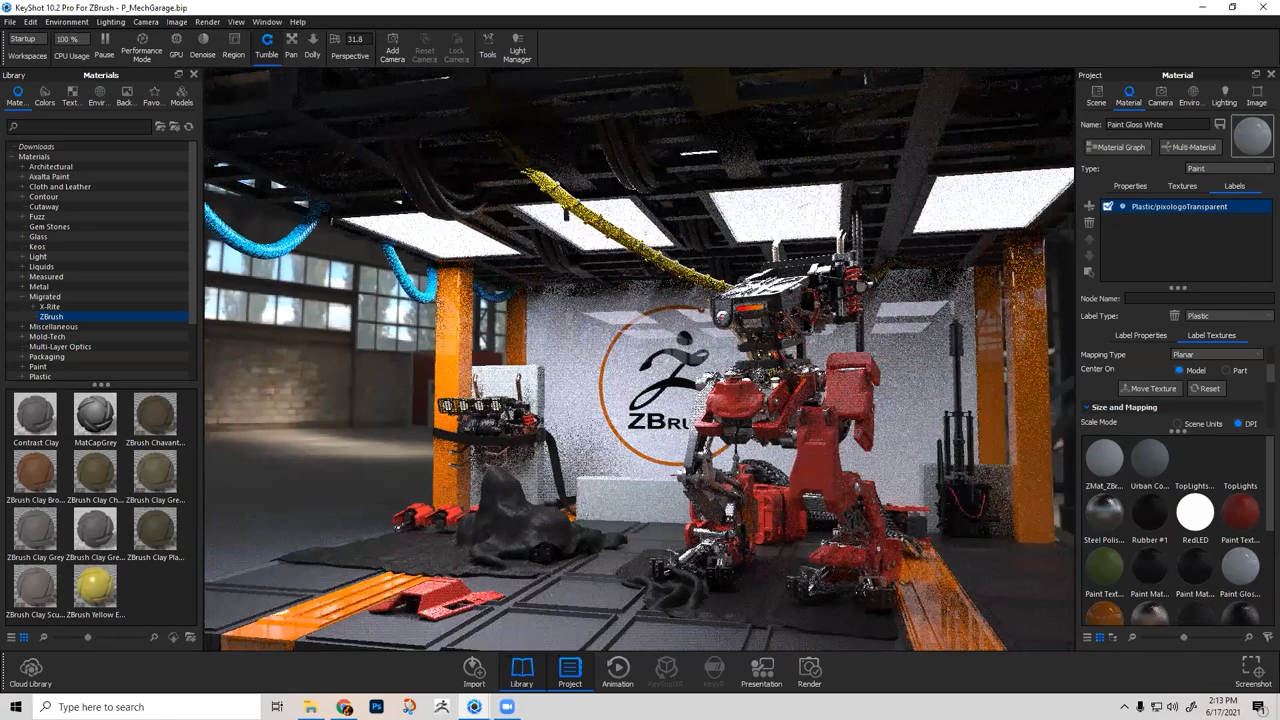 KeyShot 10.2 Pro For ZBrush - P_MechGarage.bip
File Edit Environment Lighting Camera Image Render View Window Help
Startup 100 % 31.8
Workspaces CPU Usage Pause Performance Mode GPU Denoise Region Tumble Pan Dolly Perspective Add Camera Reset Camera Lock Camera Tools Light Manager
Library Materials
Mate... Colors Text... Envi... Back... Favo... Models
Downloads
Materials
Architectural
Axalta Paint
Cloth and Leather
Contour
Cutaway
Fuzz
Gem Stones
Glass
Keos
Light
Liquids
Measured
Metal
Migrated
X-Rite
ZBrush
Miscellaneous
Mold-Tech
Multi-Layer Optics
Packaging
Paint
Plastic
Contrast Clay MatCapGrey ZBrush Chavant...
ZBrush Clay Bro... ZBrush Clay Ch... ZBrush Clay Gre...
ZBrush Clay Grey ZBrush Clay Gre... ZBrush Clay Pla...
ZBrush Clay Scu... ZBrush Yellow E...
ZBRU
Project Material
Scene Material Camera Enviro... Lighting Image
Name: Paint Gloss White
Material Graph Multi-Material
Type: Paint
Properties Textures Labels
Plastic/pixologoTransparent
Node Name:
Label Type: Plastic
Label Properties Label Textures
Mapping Type Planar
Center On Model Part
Move Texture Reset
Size and Mapping
Scale Mode Scene Units DPI
ZMat_ZBr... Urban Co... TopLights... TopLights
Steel Polis... Rubber #1 RedLED Paint Text...
Paint Text... Paint Mat... Paint Mat... Paint Glos...
Cloud Library Import Library Project Animation KeyShotXR KeyVR Presentation Render Screenshot
Type here to search
2:13 PM
6/17/2021